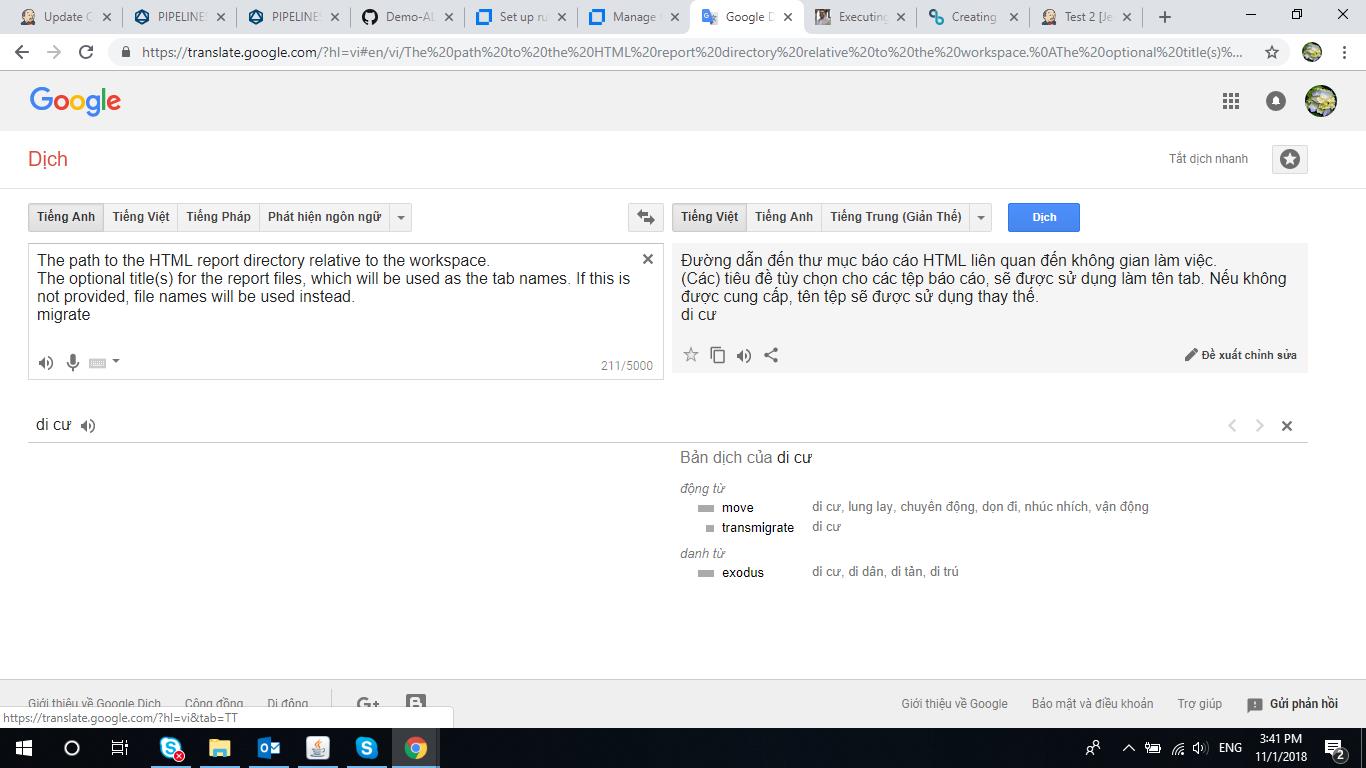 Update C
PIPELINE
PIPELINE
Demo-AL
Set up ru
Manage
Google D
Executing
Creating
Test 2 [Je
https://translate.google.com/?hl=vi#en/vi/The%20path%20to%20the%20HTML%20report%20directory%20relative%20to%20the%20workspace.%0AThe%20optional%20title(s)%...
Google
Dịch
Tắt dịch nhanh
Tiếng Anh Tiếng Việt Tiếng Pháp Phát hiện ngôn ngữ
Tiếng Việt Tiếng Anh Tiếng Trung (Giản Thể) Dịch
The path to the HTML report directory relative to the workspace.
The optional title(s) for the report files, which will be used as the tab names. If this is
not provided, file names will be used instead.
migrate
211/5000
Đường dẫn đến thư mục báo cáo HTML liên quan đến không gian làm việc.
(Các) tiêu đề tùy chọn cho các tệp báo cáo, sẽ được sử dụng làm tên tab. Nếu không
được cung cấp, tên tệp sẽ được sử dụng thay thế.
di cư
Đề xuất chỉnh sửa
di cư
Bản dịch của di cư
động từ
move di cư, lung lay, chuyên động, dọn đi, nhúc nhích, vận động
transmigrate di cư
danh từ
exodus di cư, di dân, di tản, di trú
Giới thiệu về Google Dịch Cộng đồng Di động G+ B
Giới thiệu về Google Bảo mật và điều khoản Trợ giúp Gửi phản hồi
https://translate.google.com/?hl=vi&tab=TT
ENG
3:41 PM
11/1/2018
2